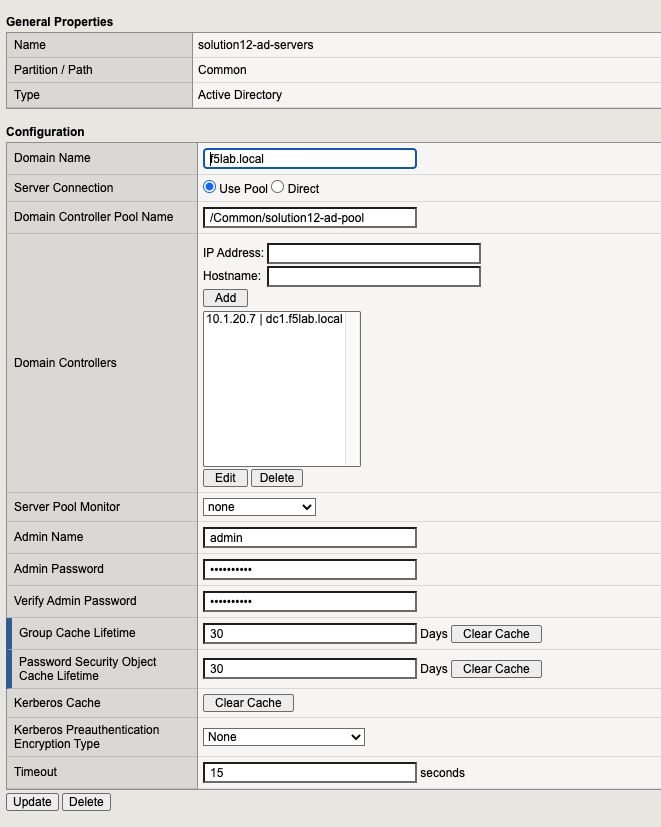 General Properties
Name solution12-ad-servers
Partition / Path Common
Type Active Directory
Configuration
Domain Name f5lab.local
Server Connection Use Pool Direct
Domain Controller Pool Name /Common/solution12-ad-pool
IP Address:
Hostname:
Add
10.1.20.7 | dc1.f5lab.local
Domain Controllers
Edit Delete
Server Pool Monitor none
Admin Name admin
Admin Password ••••••••••
Verify Admin Password ••••••••••
Group Cache Lifetime 30 Days Clear Cache
Password Security Object
Cache Lifetime 30 Days Clear Cache
Kerberos Cache Clear Cache
Kerberos Preauthentication
Encryption Type None
Timeout 15 seconds
Update Delete